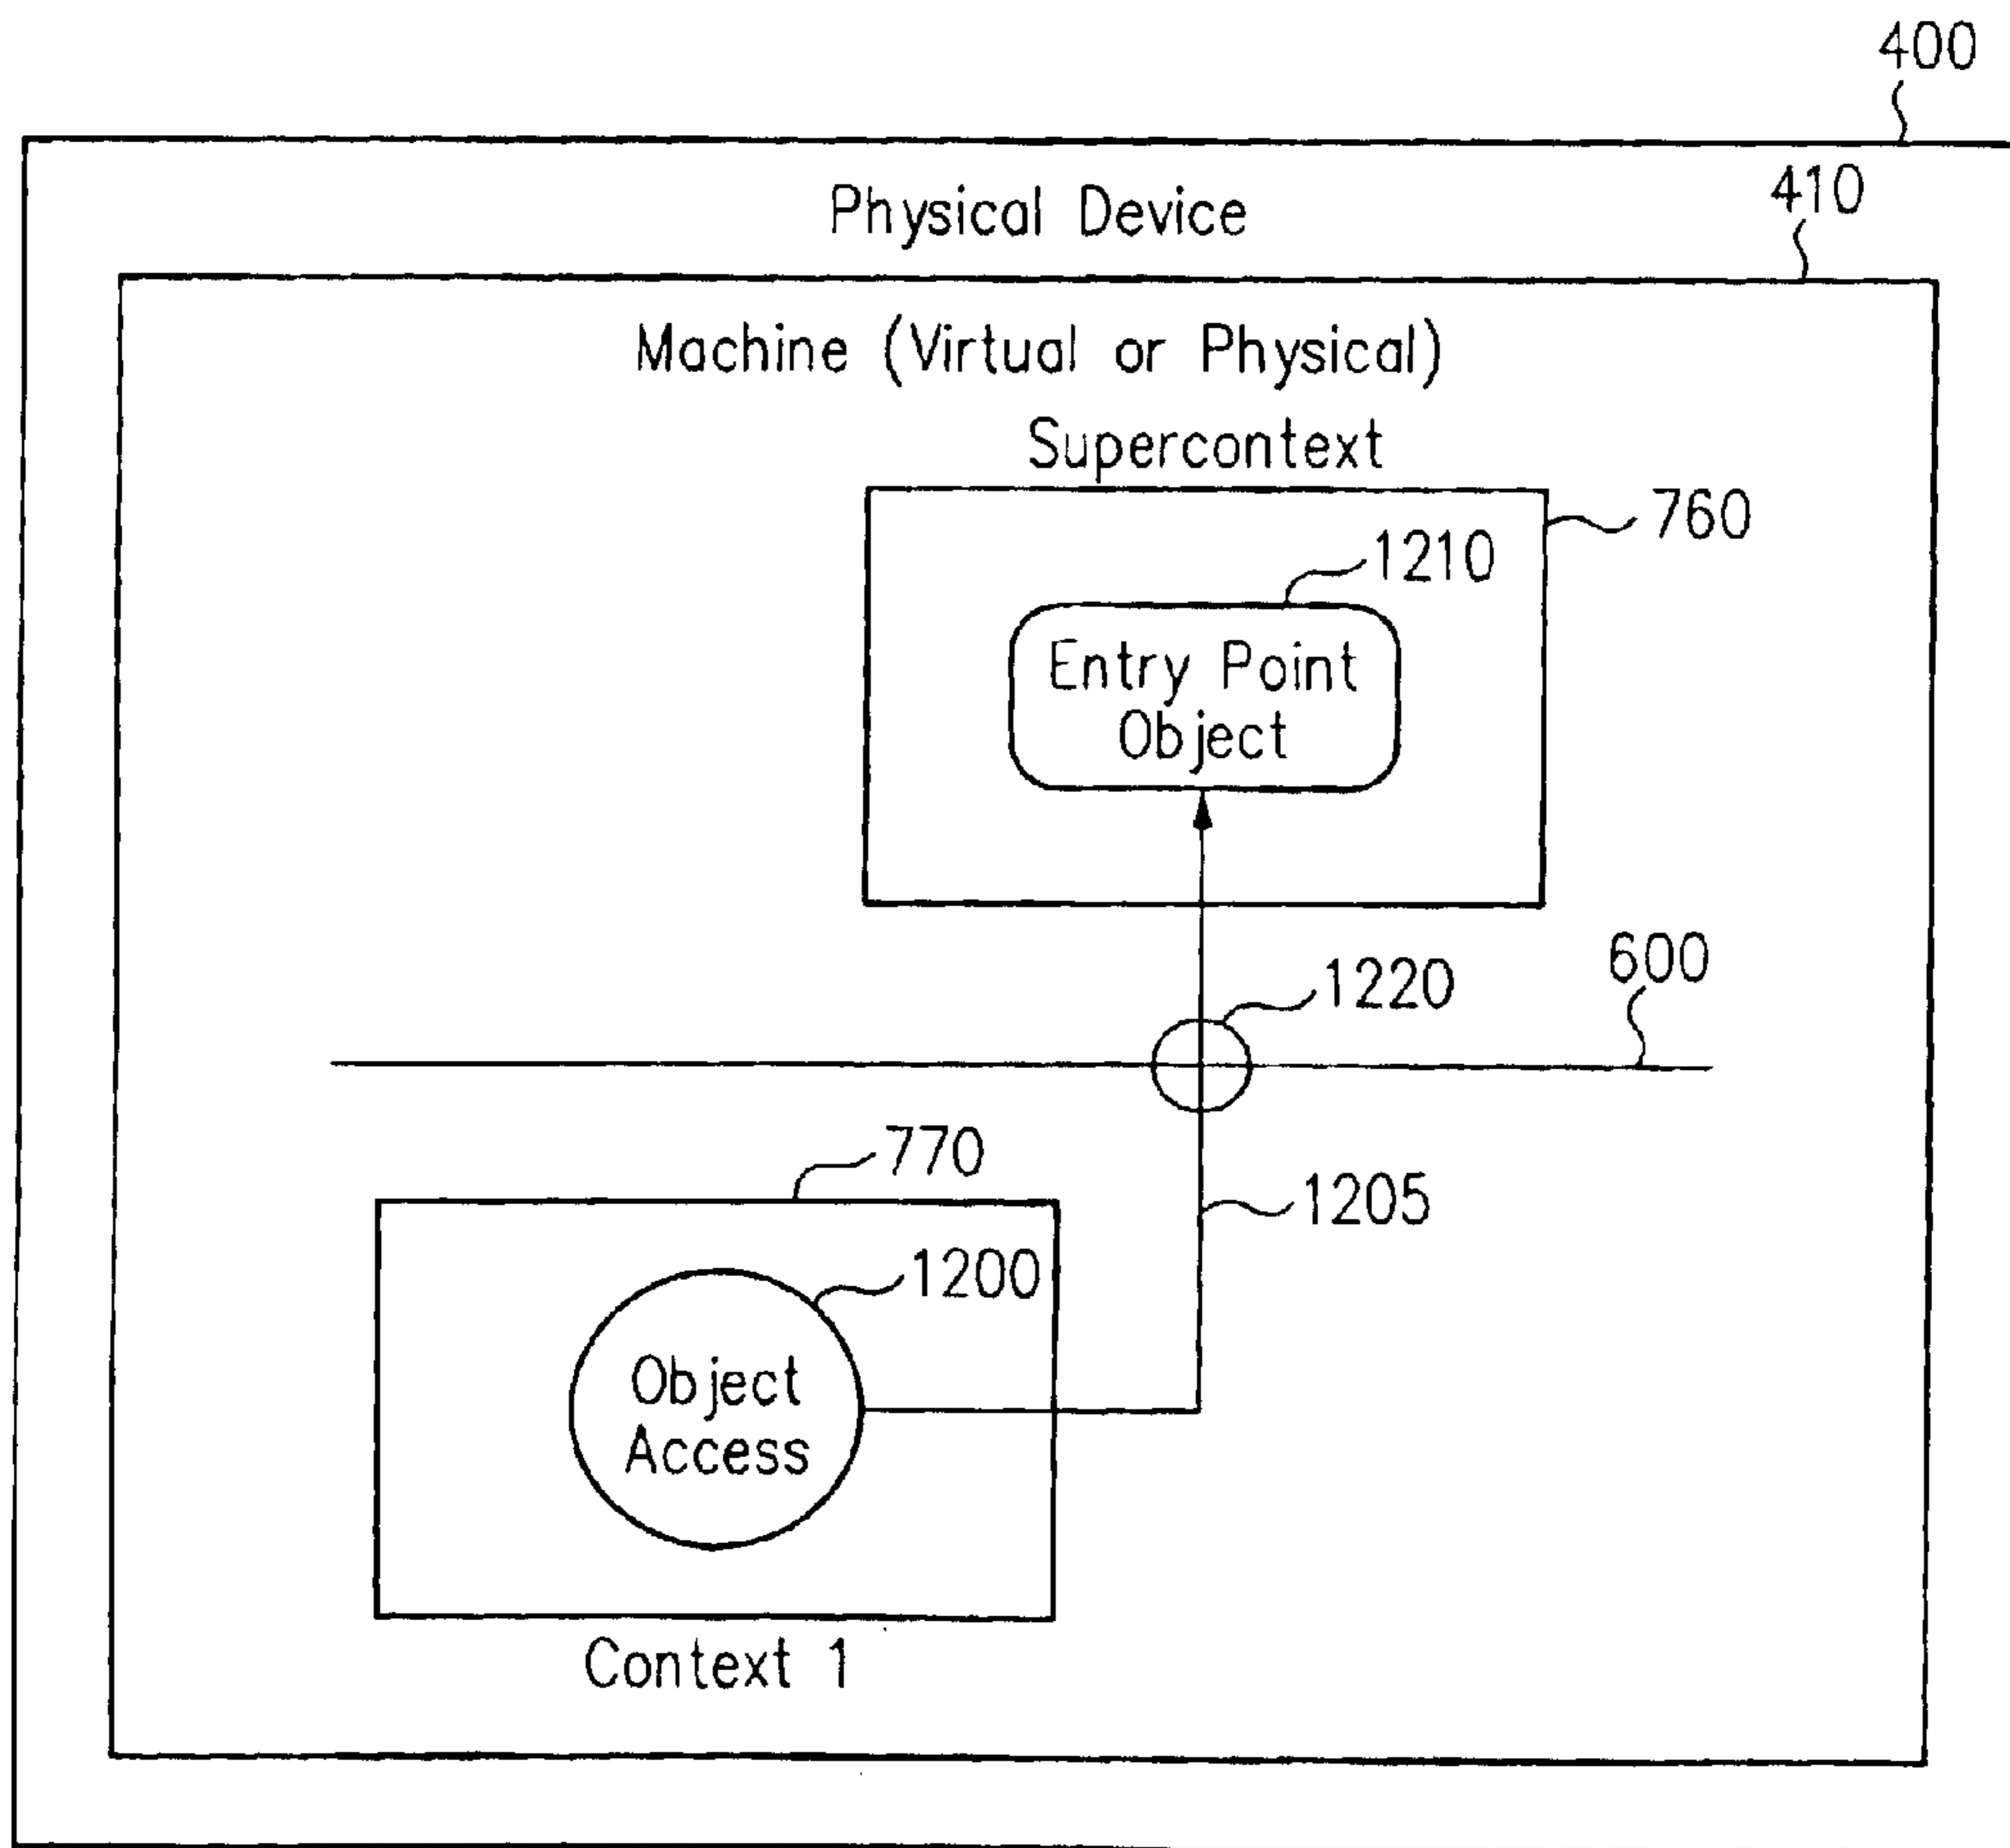 400
Physical Device
410
Machine (Virtual or Physical)
Supercontext
760
1210
Entry Point
Object
1220
600
770
1205
1200
Object
Access
Context 1